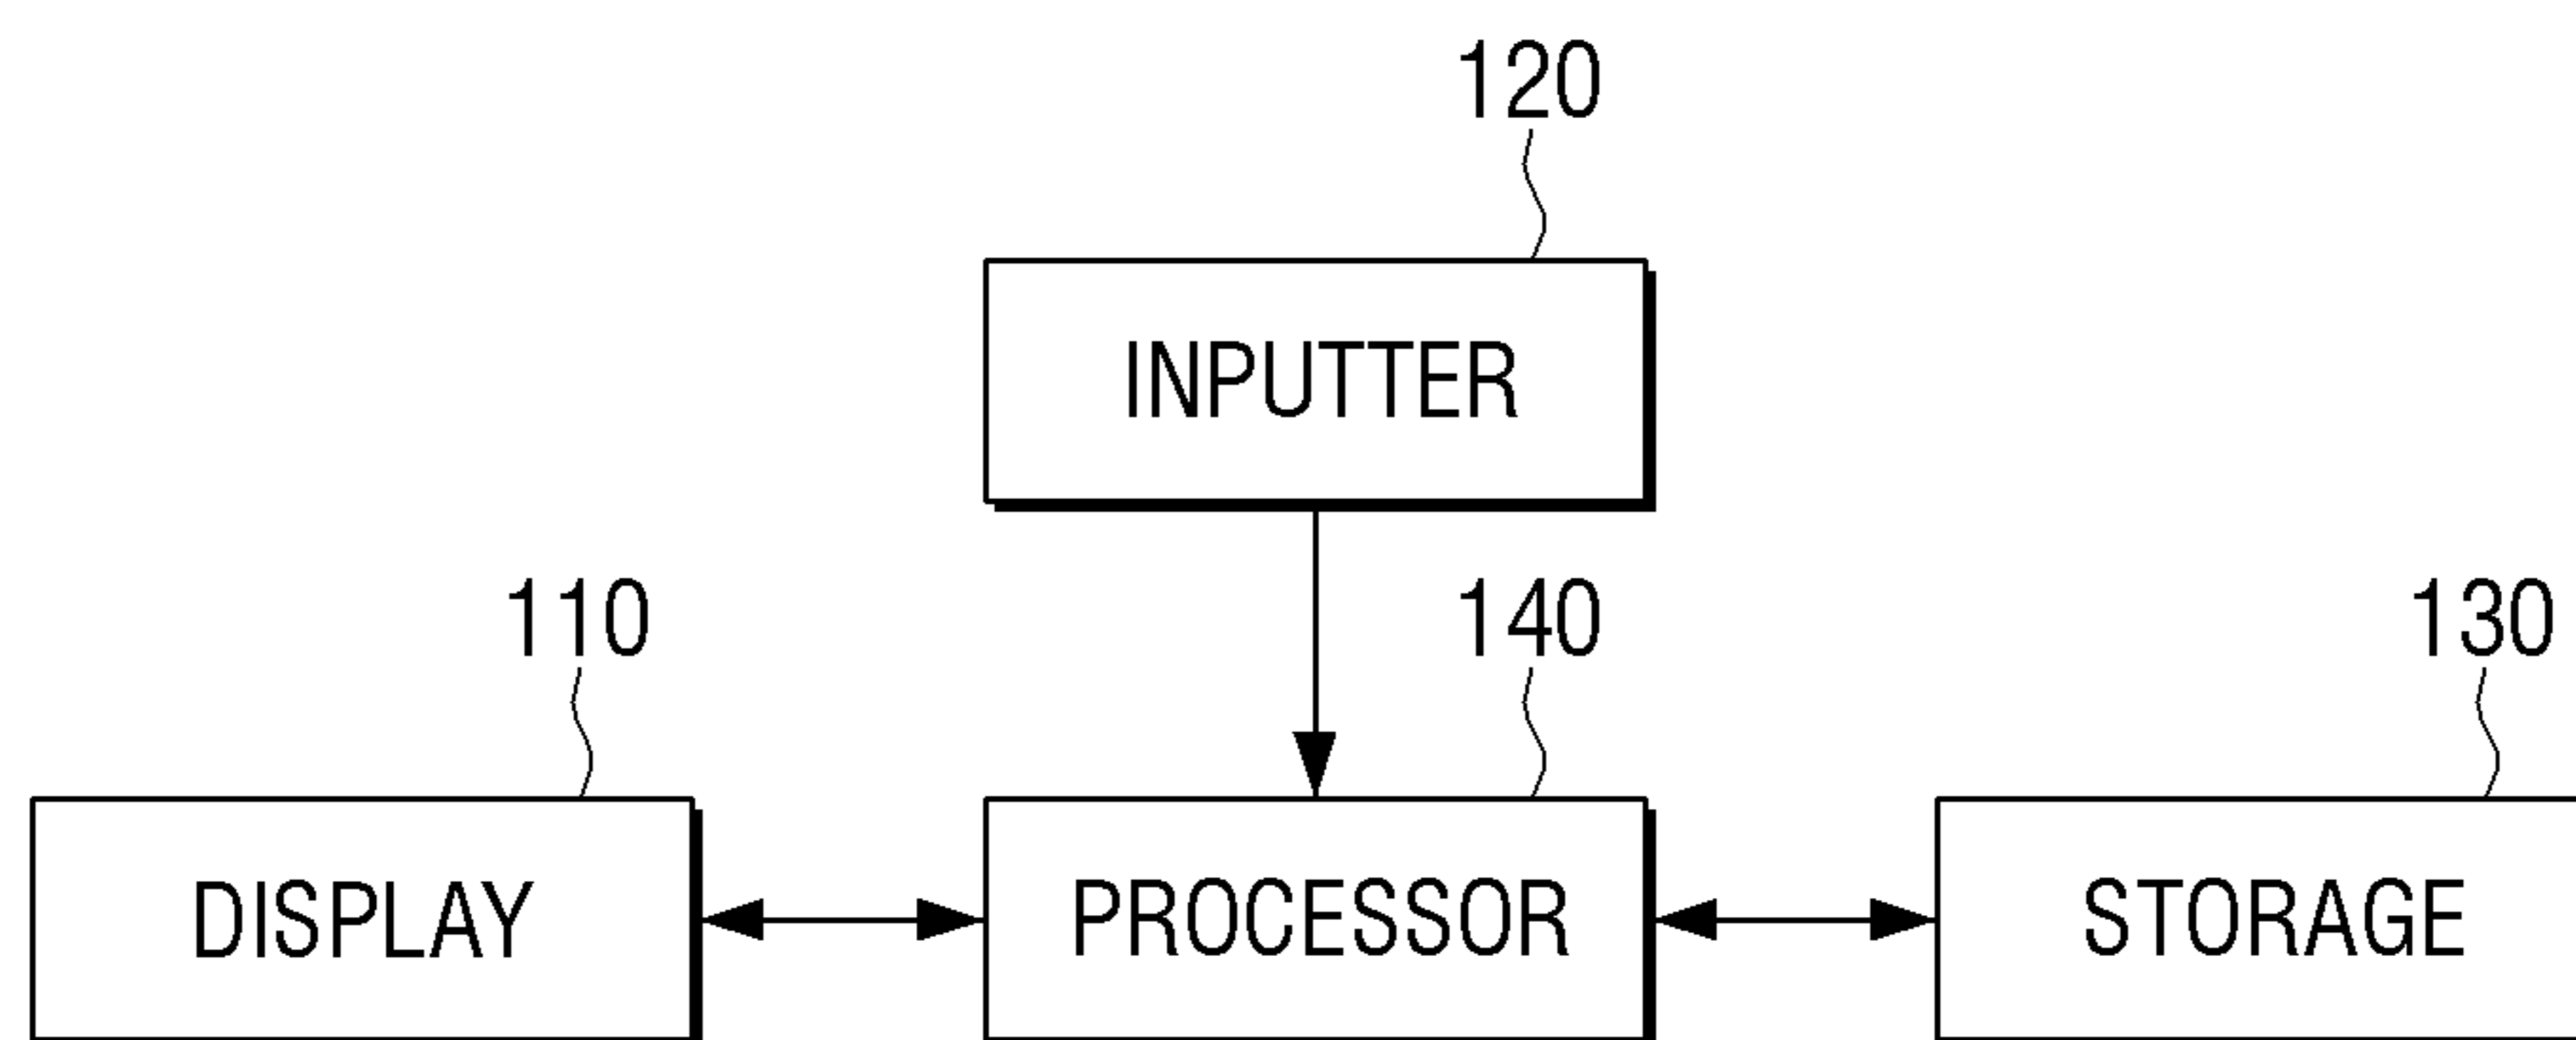 120
INPUTTER
110
140
130
DISPLAY
PROCESSOR
STORAGE